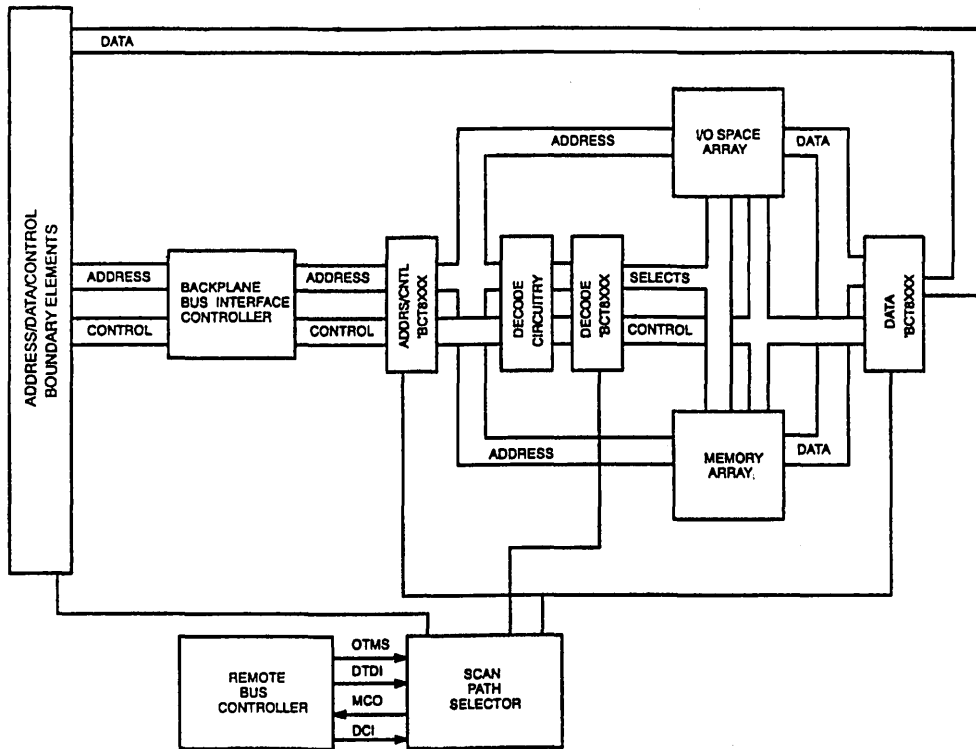 DATA
ADDRESS/DATA/CONTROL
BOUNDARY ELEMENTS
ADDRESS
CONTROL
BACKPLANE
BUS INTERFACE
CONTROLLER
ADDRESS
CONTROL
ADDRS/CNTL
'BCT8XXX
ADDRESS
ADDRESS
DECODE
CIRCUITRY
DECODE
'BCT8XXX
SELECTS
CONTROL
I/O SPACE
ARRAY
DATA
MEMORY
ARRAY
DATA
DATA
'BCT8XXX
REMOTE
BUS
CONTROLLER
OTMS
DTDI
MCO
DCI
SCAN
PATH
SELECTOR